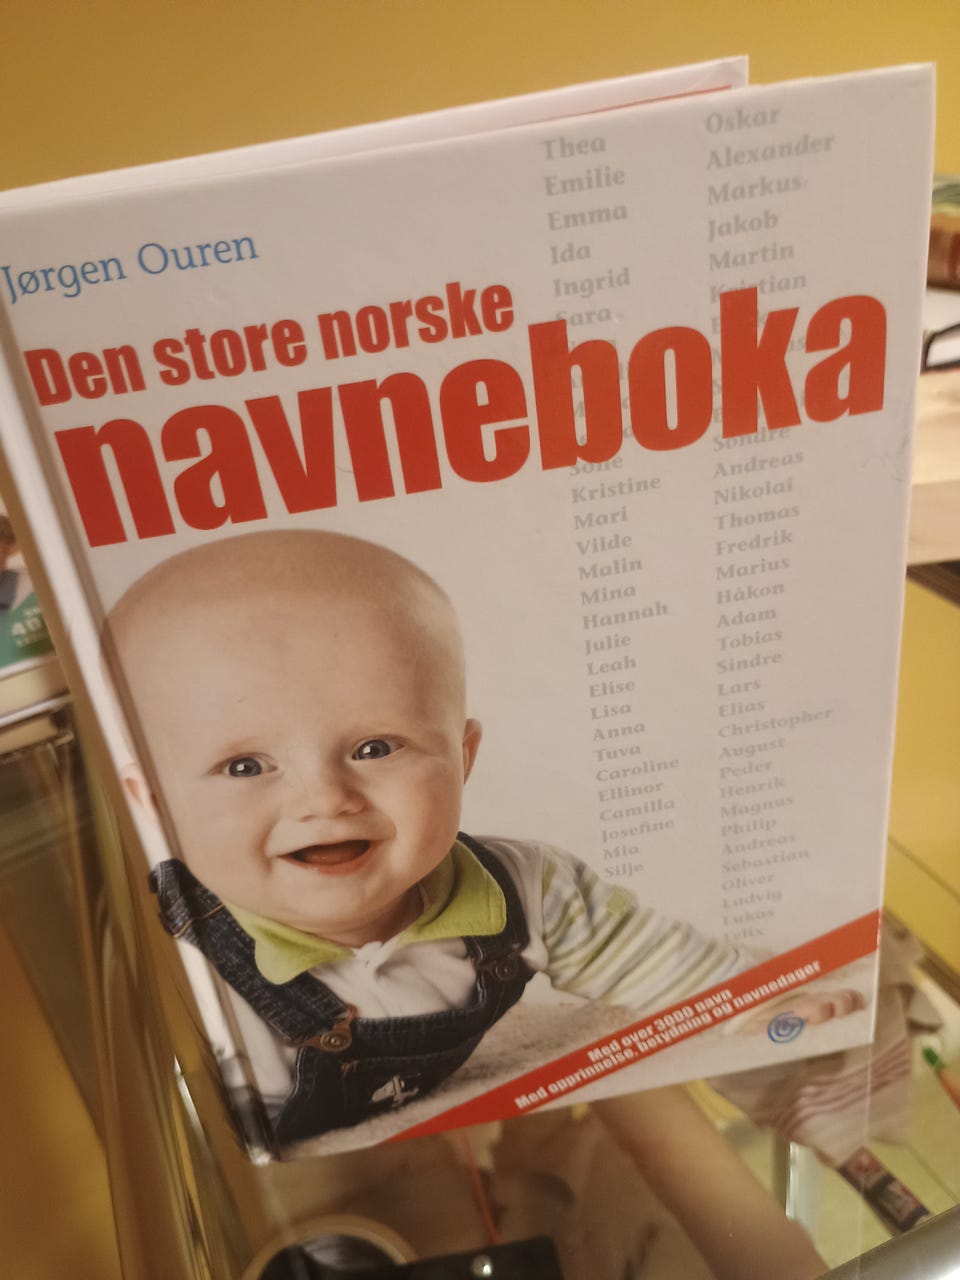 Jørgen Ouren
Den store norske
navneboka
Thea
Emilie
Emma
Ida
Ingrid
Sara
Sofie
Kristine
Mari
Vilde
Malin
Mina
Hannah
Julie
Leah
Elise
Lisa
Anna
Tuva
Caroline
Ellinor
Camilla
Josefine
Mia
Silje
Oskar
Alexander
Markus
Jakob
Martin
Kristian
Sondre
Andreas
Nikolai
Thomas
Fredrik
Marius
Håkon
Adam
Tobias
Sindre
Lars
Elias
Christopher
August
Peder
Henrik
Magnus
Philip
Andreas
Sebastian
Oliver
Ludvig
Lukas
Felix
Med over 3000 navn
Med opprinnelse, betydning og navnedager